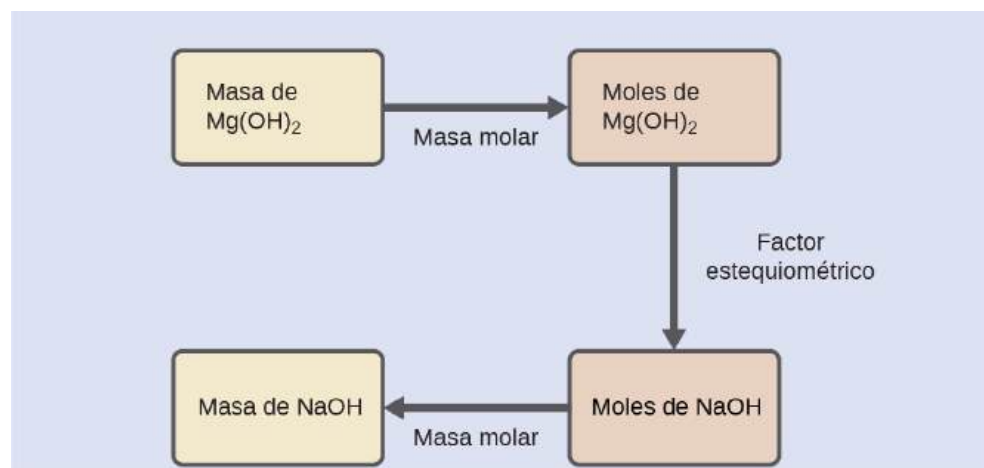 Masa de
Mg(OH)₂
Masa molar
Moles de
Mg(OH)₂
Factor
estequiométrico
Masa de NaOH
Masa molar
Moles de NaOH